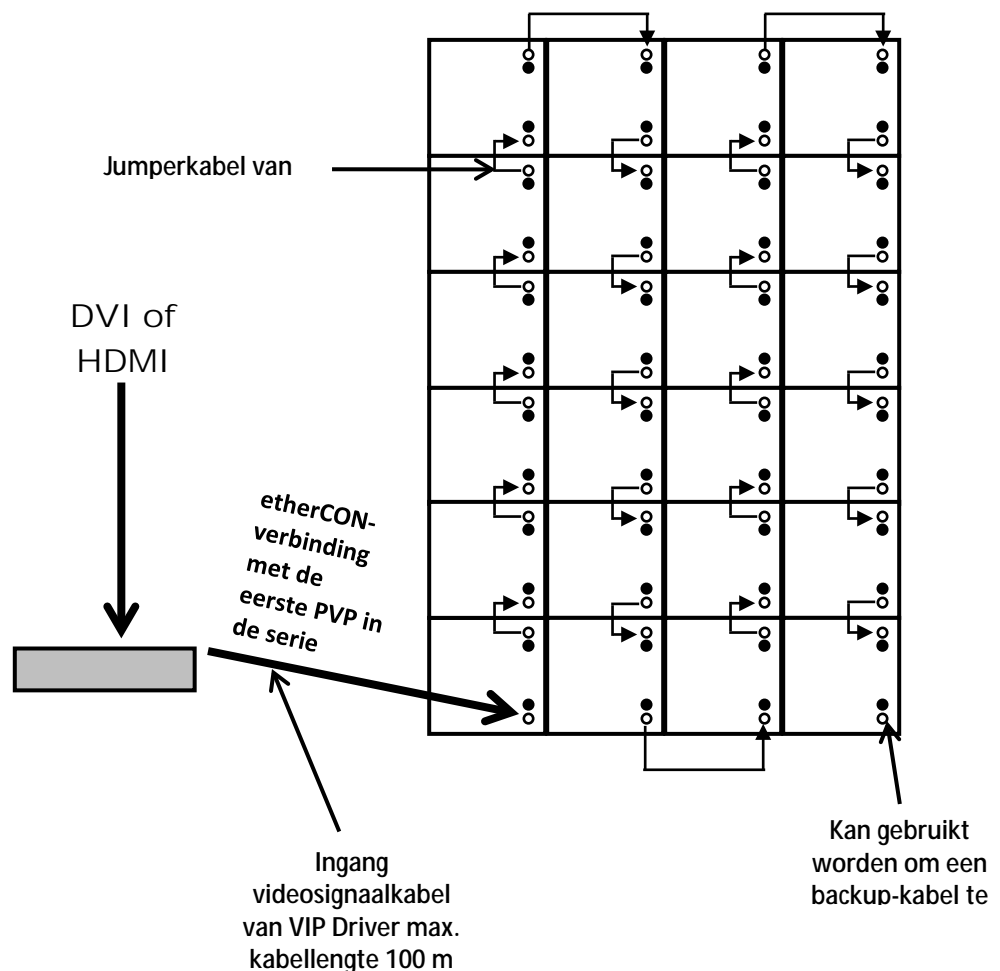 Jumperkabel van
DVI of
HDMI
etherCON-
verbinding
met de
eerste PVP in
de serie
Ingang
videosignaalkabel
van VIP Driver max.
kabellengte 100 m
Kan gebruikt
worden om een
backup-kabel te